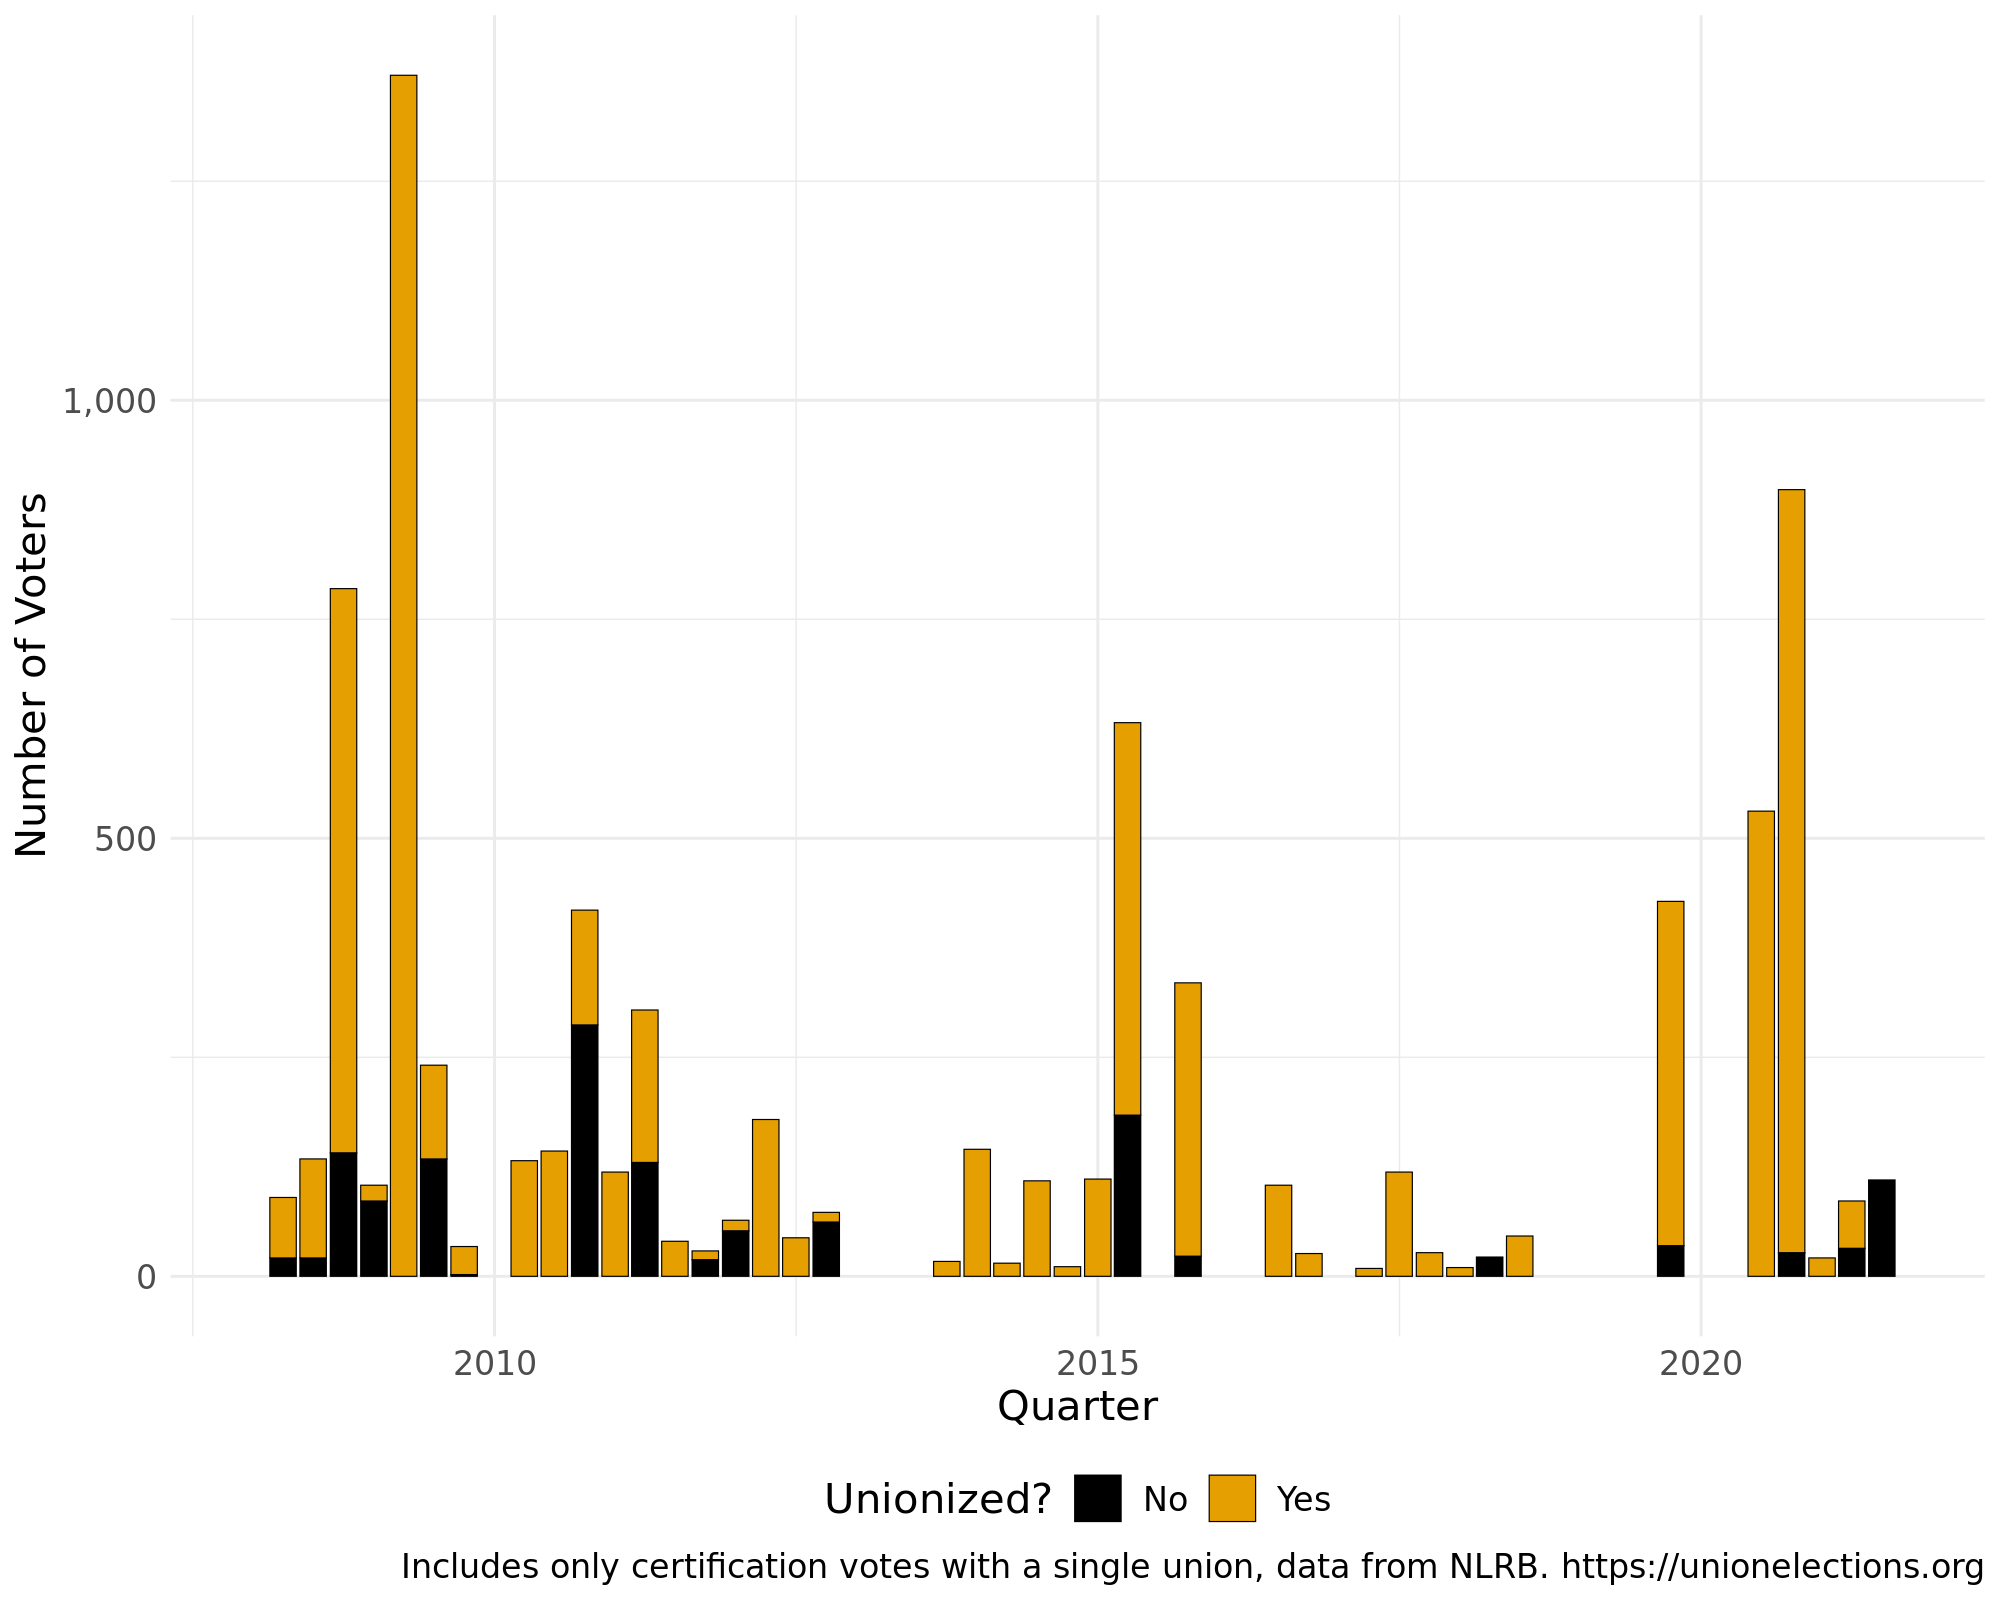 Number of Voters
1,000
500
0
2010 2015 2020
Quarter
Unionized? No Yes
Includes only certification votes with a single union, data from NLRB. https://unionelections.org